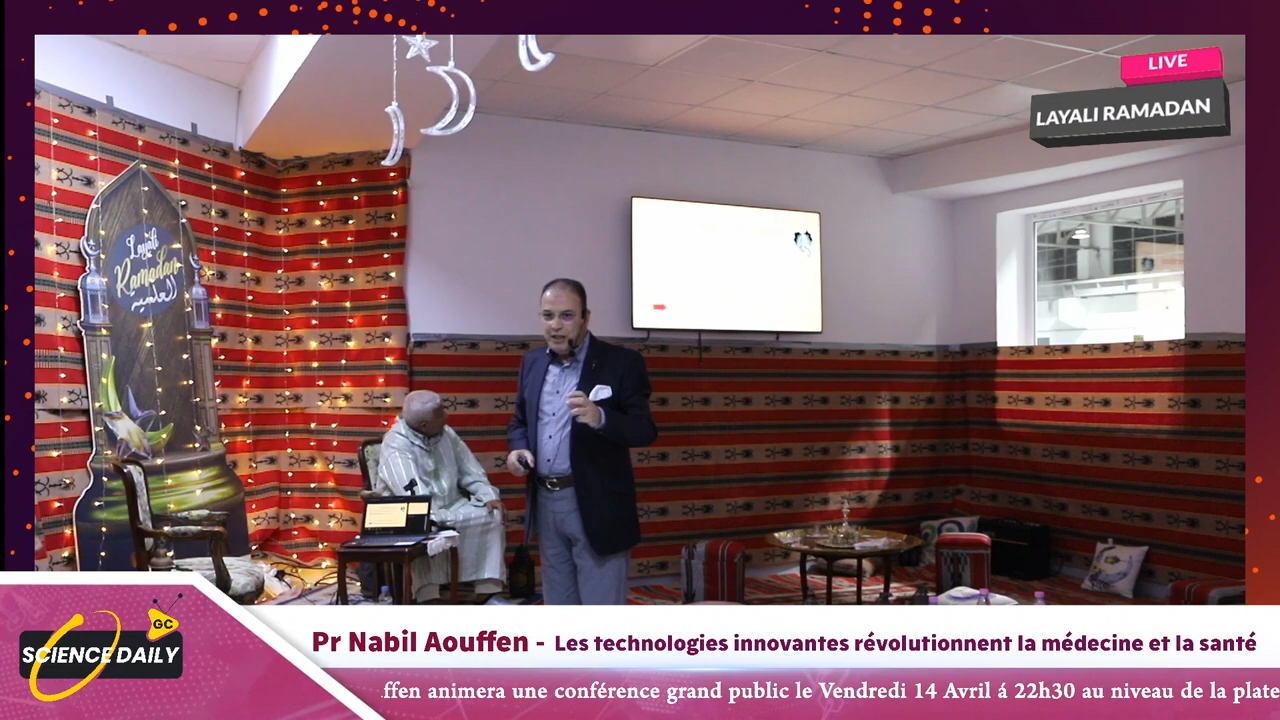 LIVE
LAYALI RAMADAN
Layali
Ramadan
العلمية
GC
SCIENCE DAILY
Pr Nabil Aouffen - Les technologies innovantes révolutionnent la médecine et la santé
ffen animera une conférence grand public le Vendredi 14 Avril á 22h30 au niveau de la plate